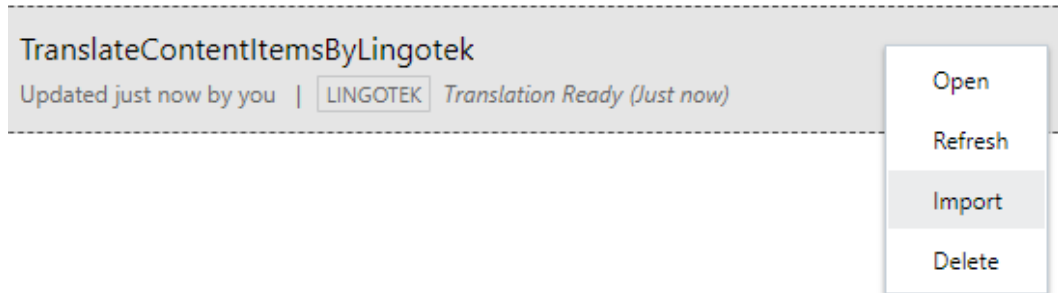 TranslateContentItemsByLingotek
Updated just now by you | LINGOTEK Translation Ready (Just now)
Open
Refresh
Import
Delete